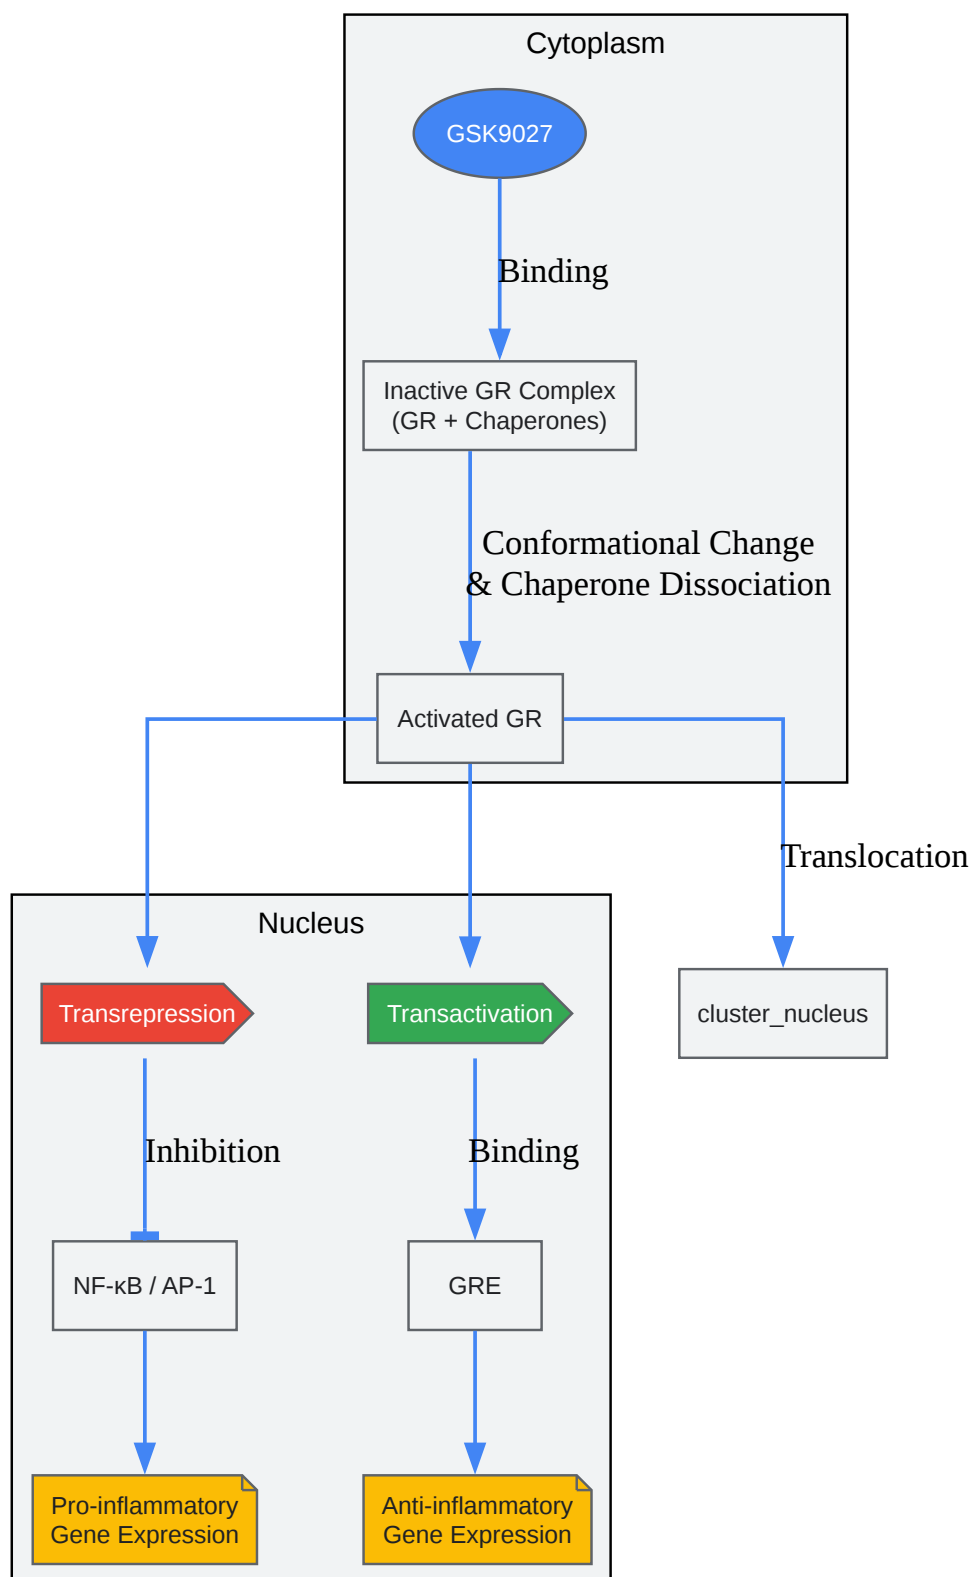 Cytoplasm
GSK9027
Binding
Inactive GR Complex
(GR + Chaperones)
Conformational Change
& Chaperone Dissociation
Activated GR
Translocation
Nucleus
Transrepression
Transactivation
cluster_nucleus
Inhibition
Binding
NF-κB / AP-1
GRE
Pro-inflammatory
Gene Expression
Anti-inflammatory
Gene Expression